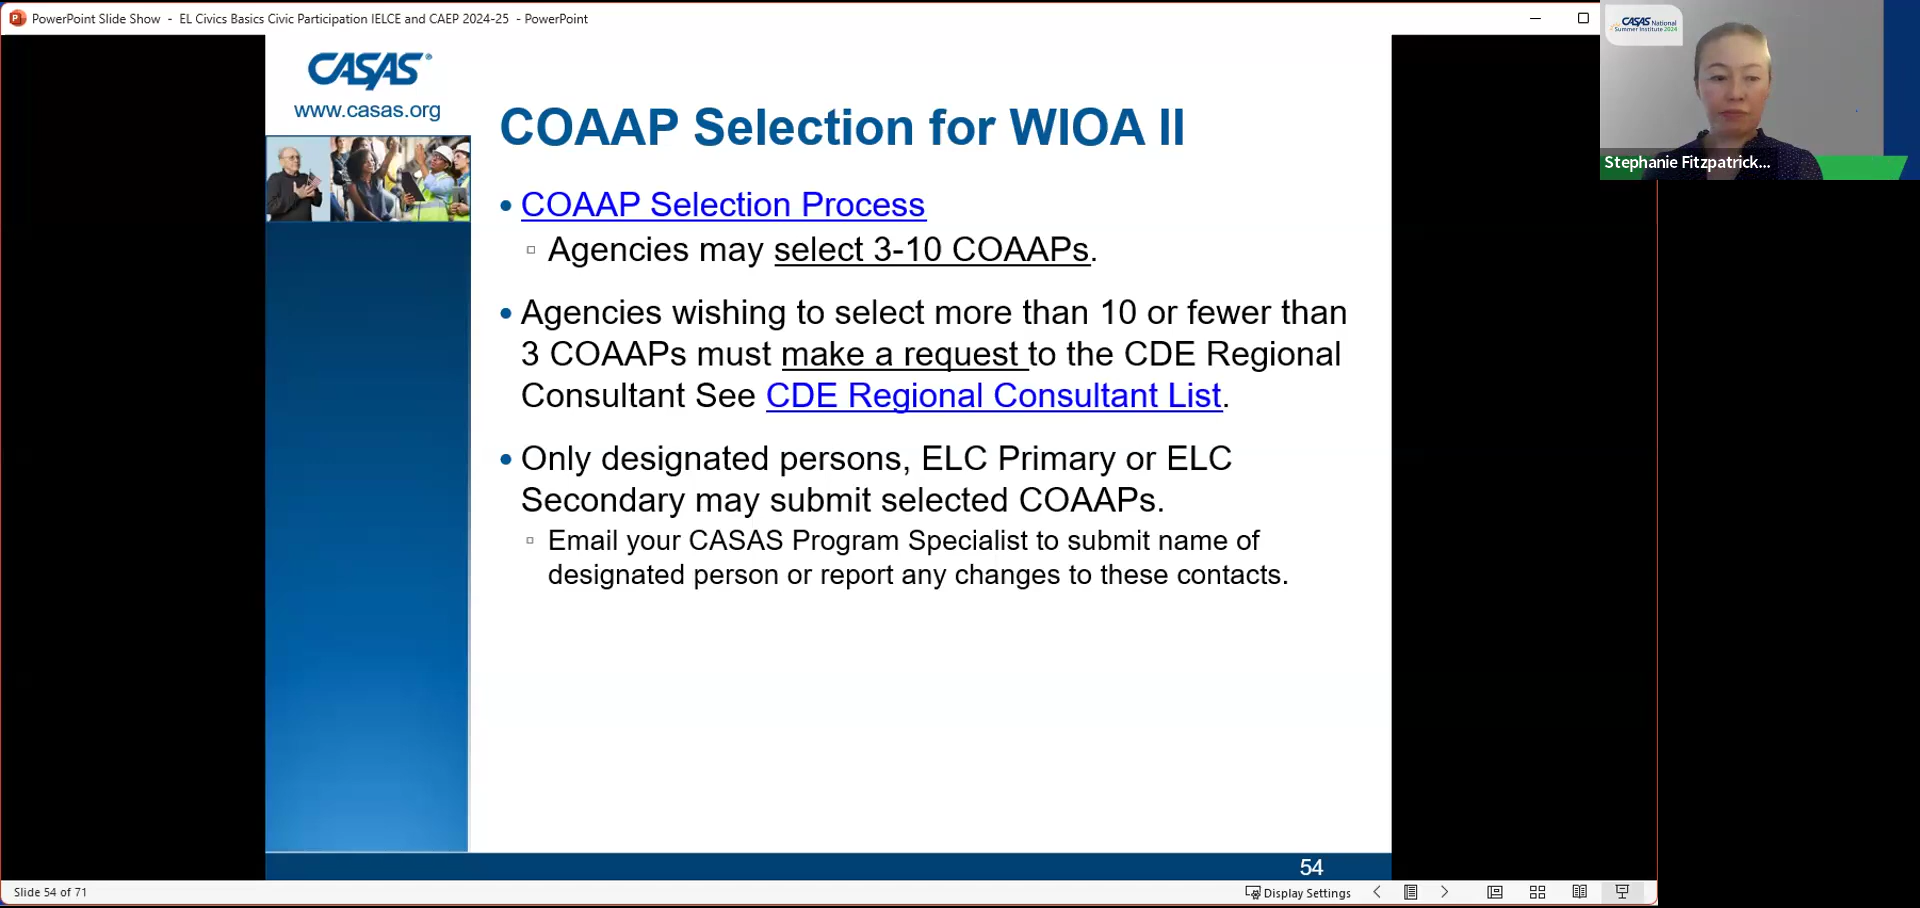 PowerPoint Slide Show - EL Civics Basics Civic Participation IELCE and CAEP 2024-25 - PowerPoint
CASAS®
www.casas.org
COAAP Selection for WIOA II
• COAAP Selection Process
▫ Agencies may select 3-10 COAAPs.
• Agencies wishing to select more than 10 or fewer than
3 COAAPs must make a request to the CDE Regional
Consultant See CDE Regional Consultant List.
• Only designated persons, ELC Primary or ELC
Secondary may submit selected COAAPs.
▫ Email your CASAS Program Specialist to submit name of
designated person or report any changes to these contacts.
54
Slide 54 of 71
Display Settings
CASAS National
Summer Institute 2024
Stephanie Fitzpatrick...